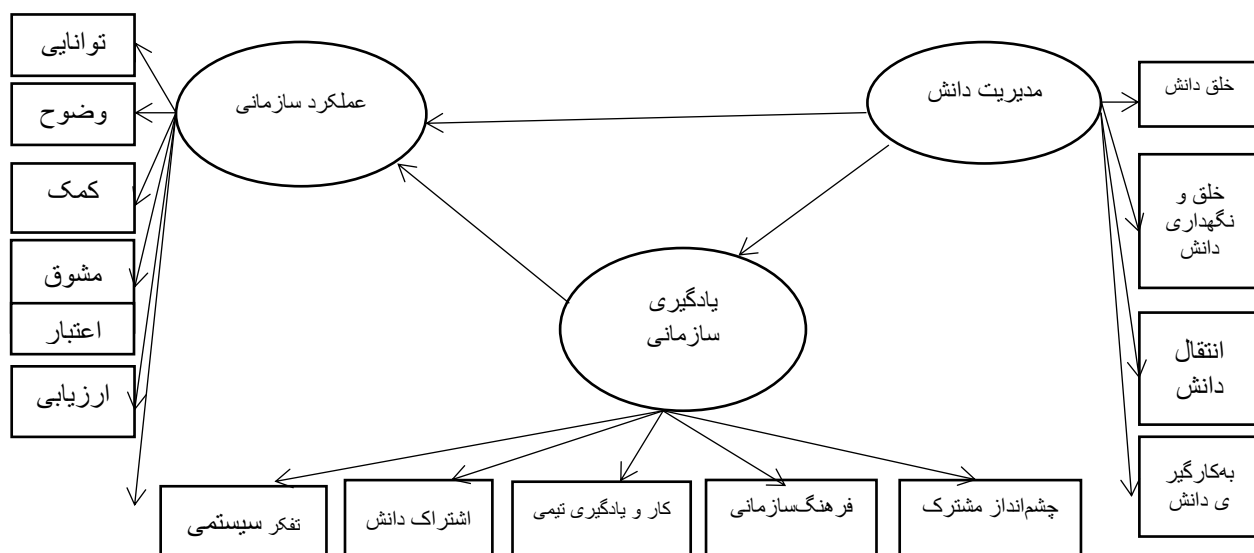 توانایی
وضوح
کمک
مشوق
اعتبار
ارزیابی
عملکرد سازمانی
مدیریت دانش
خلق دانش
خلق و
نگهداری
دانش
انتقال
دانش
به‌کارگیر
ی دانش
یادگیری
سازمانی
چشم‌انداز مشترک
فرهنگ‌سازمانی
کار و یادگیری تیمی
اشتراک دانش
تفکر سیستمی